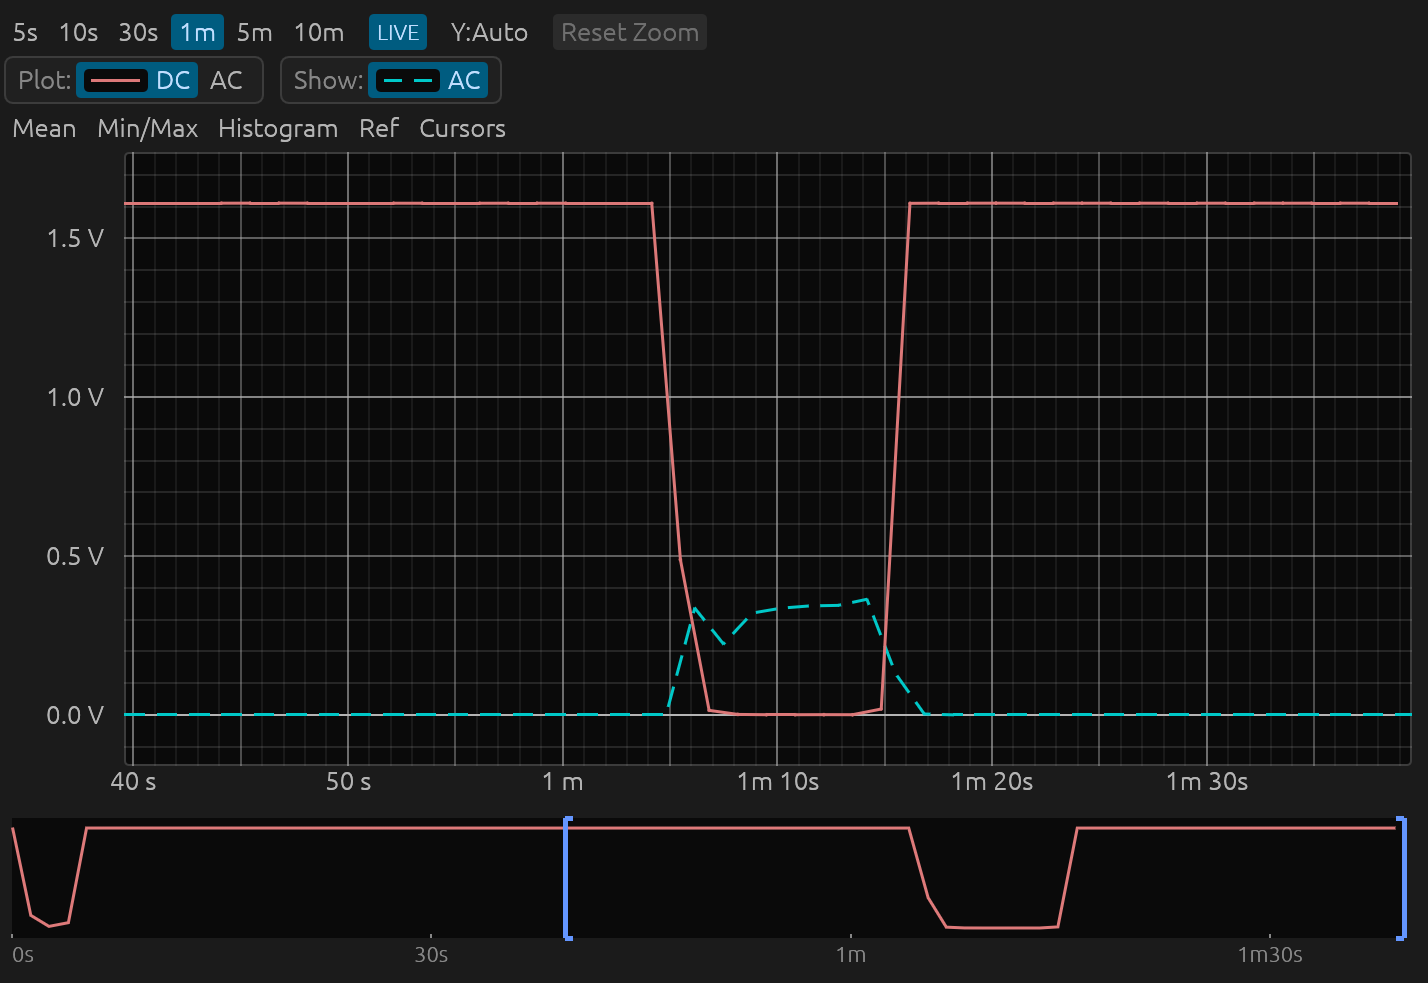 5s 10s 30s 1m 5m 10m LIVE Y:Auto Reset Zoom
Plot: DC AC Show: AC
Mean Min/Max Histogram Ref Cursors
1.5 V
1.0 V
0.5 V
0.0 V
40 s 50 s 1 m 1m 10s 1m 20s 1m 30s
0s 30s 1m 1m30s